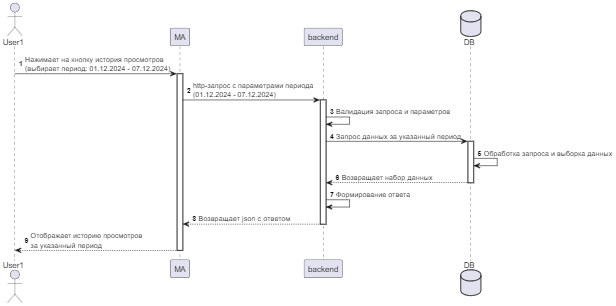 User1
MA
backend
DB
1 Нажимает на кнопку история просмотров
(выбирает период: 01.12.2024 - 07.12.2024)
2 http-запрос с параметрами периода
(01.12.2024 - 07.12.2024)
3 Валидация запроса и параметров
4 Запрос данных за указанный период
5 Обработка запроса и выборка данных
6 Возвращает набор данных
7 Формирование ответа
8 Возвращает json с ответом
9 Отображает историю просмотров
за указанный период
User1
MA
backend
DB